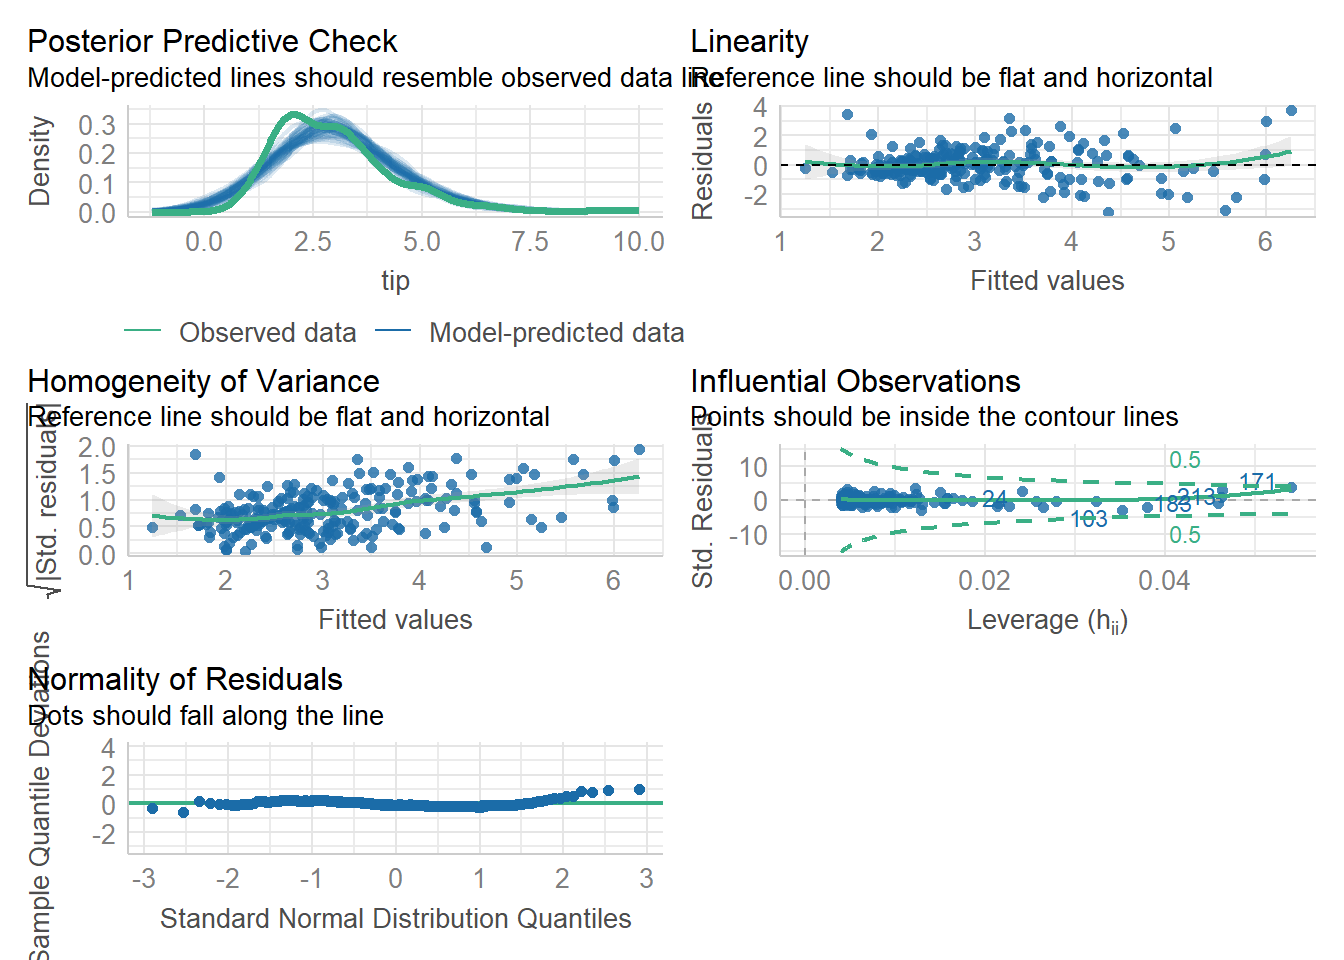 Posterior Predictive Check
Model-predicted lines should resemble observed data line
Density
0.3
0.2
0.1
0.0
0.0 2.5 5.0 7.5 10.0
tip
Observed data Model-predicted data
Linearity
Reference line should be flat and horizontal
Residuals
4
2
0
-2
1 2 3 4 5 6
Fitted values
Homogeneity of Variance
Reference line should be flat and horizontal
√|Std. residuals|
2.0
1.5
1.0
0.5
0.0
1 2 3 4 5 6
Fitted values
Influential Observations
Points should be inside the contour lines
Std. Residuals
10
0
-10
0.5
171
213
183
24
103
0.5
0.00 0.02 0.04
Leverage (hii)
Normality of Residuals
Dots should fall along the line
Sample Quantile Deviations
4
2
0
-2
-3 -2 -1 0 1 2 3
Standard Normal Distribution Quantiles